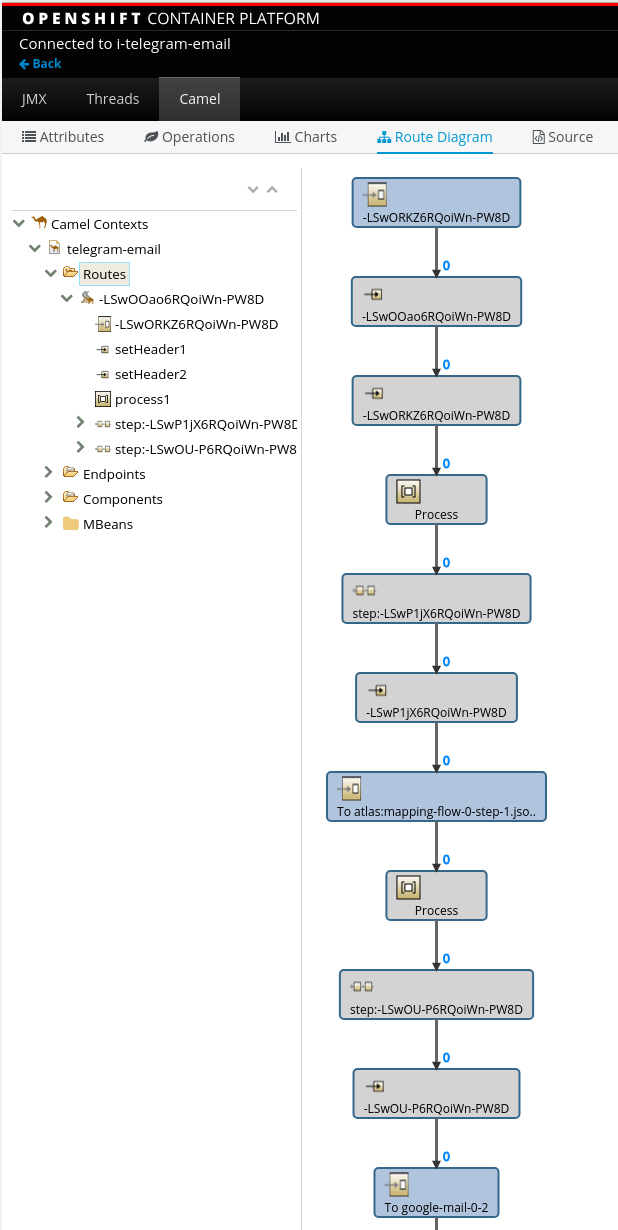 OPENSHIFT CONTAINER PLATFORM
Connected to i-telegram-email
Back
JMX Threads Camel
Attributes Operations Charts Route Diagram Source
Camel Contexts
telegram-email
Routes
-LSwOOao6RQoiWn-PW8D
-LSwORKZ6RQoiWn-PW8D
setHeader1
setHeader2
process1
step:-LSwP1jX6RQoiWn-PW8D
step:-LSwOU-P6RQoiWn-PW8
Endpoints
Components
MBeans
-LSwORKZ6RQoiWn-PW8D
0
-LSwOOao6RQoiWn-PW8D
0
-LSwORKZ6RQoiWn-PW8D
0
Process
0
step:-LSwP1jX6RQoiWn-PW8D
0
-LSwP1jX6RQoiWn-PW8D
0
To atlas:mapping-flow-0-step-1.jso..
0
Process
0
step:-LSwOU-P6RQoiWn-PW8D
0
-LSwOU-P6RQoiWn-PW8D
0
To google-mail-0-2